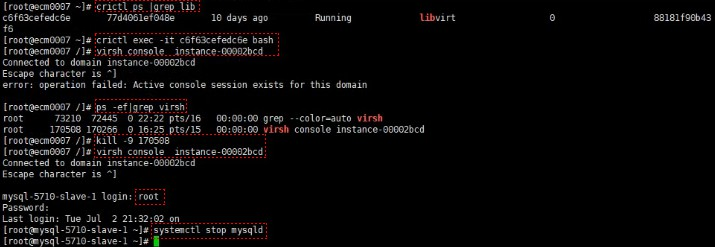 [root@ecm0007 ~]# crictl ps |grep lib
c6f63cefedc6e 77d4061ef048e 10 days ago Running libvirt 0 88181f90b43
f6
[root@ecm0007 ~]# crictl exec -it c6f63cefedc6e bash
[root@ecm0007 /]# virsh console instance-00002bcd
Connected to domain instance-00002bcd
Escape character is ^]
error: operation failed: Active console session exists for this domain
[root@ecm0007 /]# ps -ef|grep virsh
root 73210 72445 0 22:22 pts/16 00:00:00 grep --color=auto virsh
root 170508 170266 0 16:25 pts/15 00:00:00 virsh console instance-00002bcd
[root@ecm0007 /]# kill -9 170508
[root@ecm0007 /]# virsh console instance-00002bcd
Connected to domain instance-00002bcd
Escape character is ^]
mysql-5710-slave-1 login: root
Password:
Last login: Tue Jul 2 21:32:02 on
[root@mysql-5710-slave-1 ~]# systemctl stop mysqld
[root@mysql-5710-slave-1 ~]#